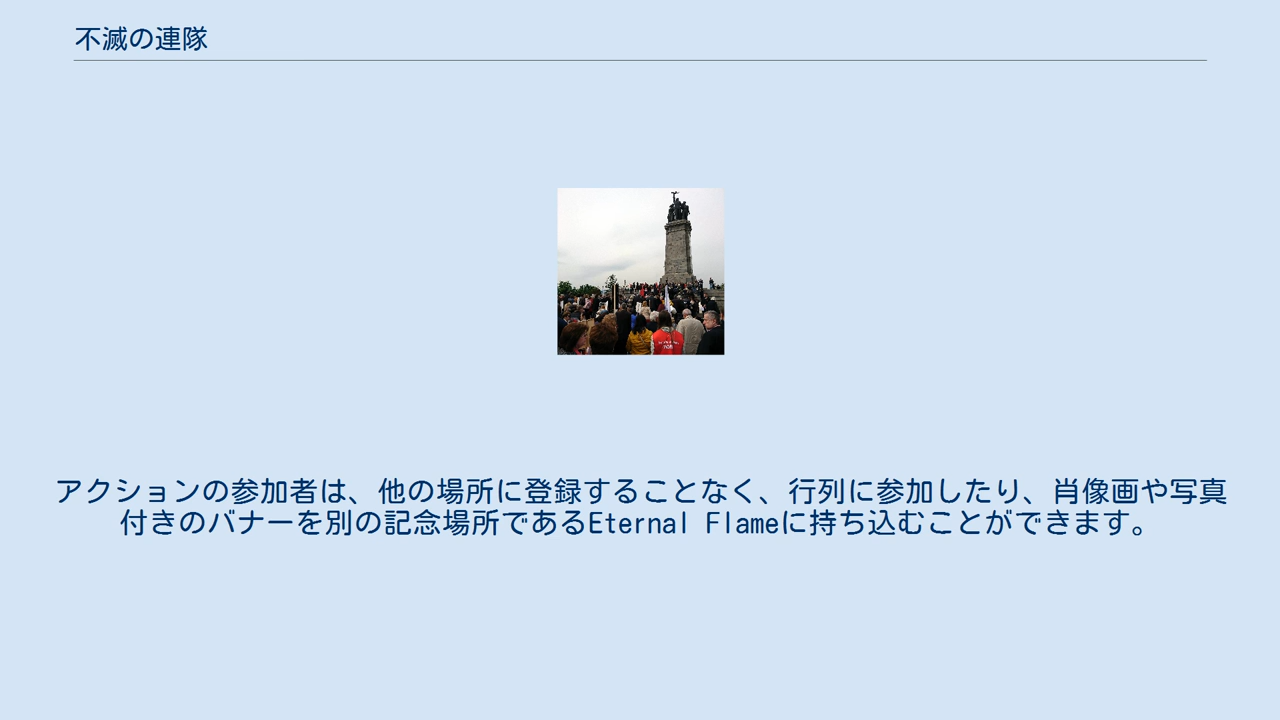 不滅の連隊
アクションの参加者は、他の場所に登録することなく、行列に参加したり、肖像画や写真
付きのバナーを別の記念場所であるEternal Flameに持ち込むことができます。